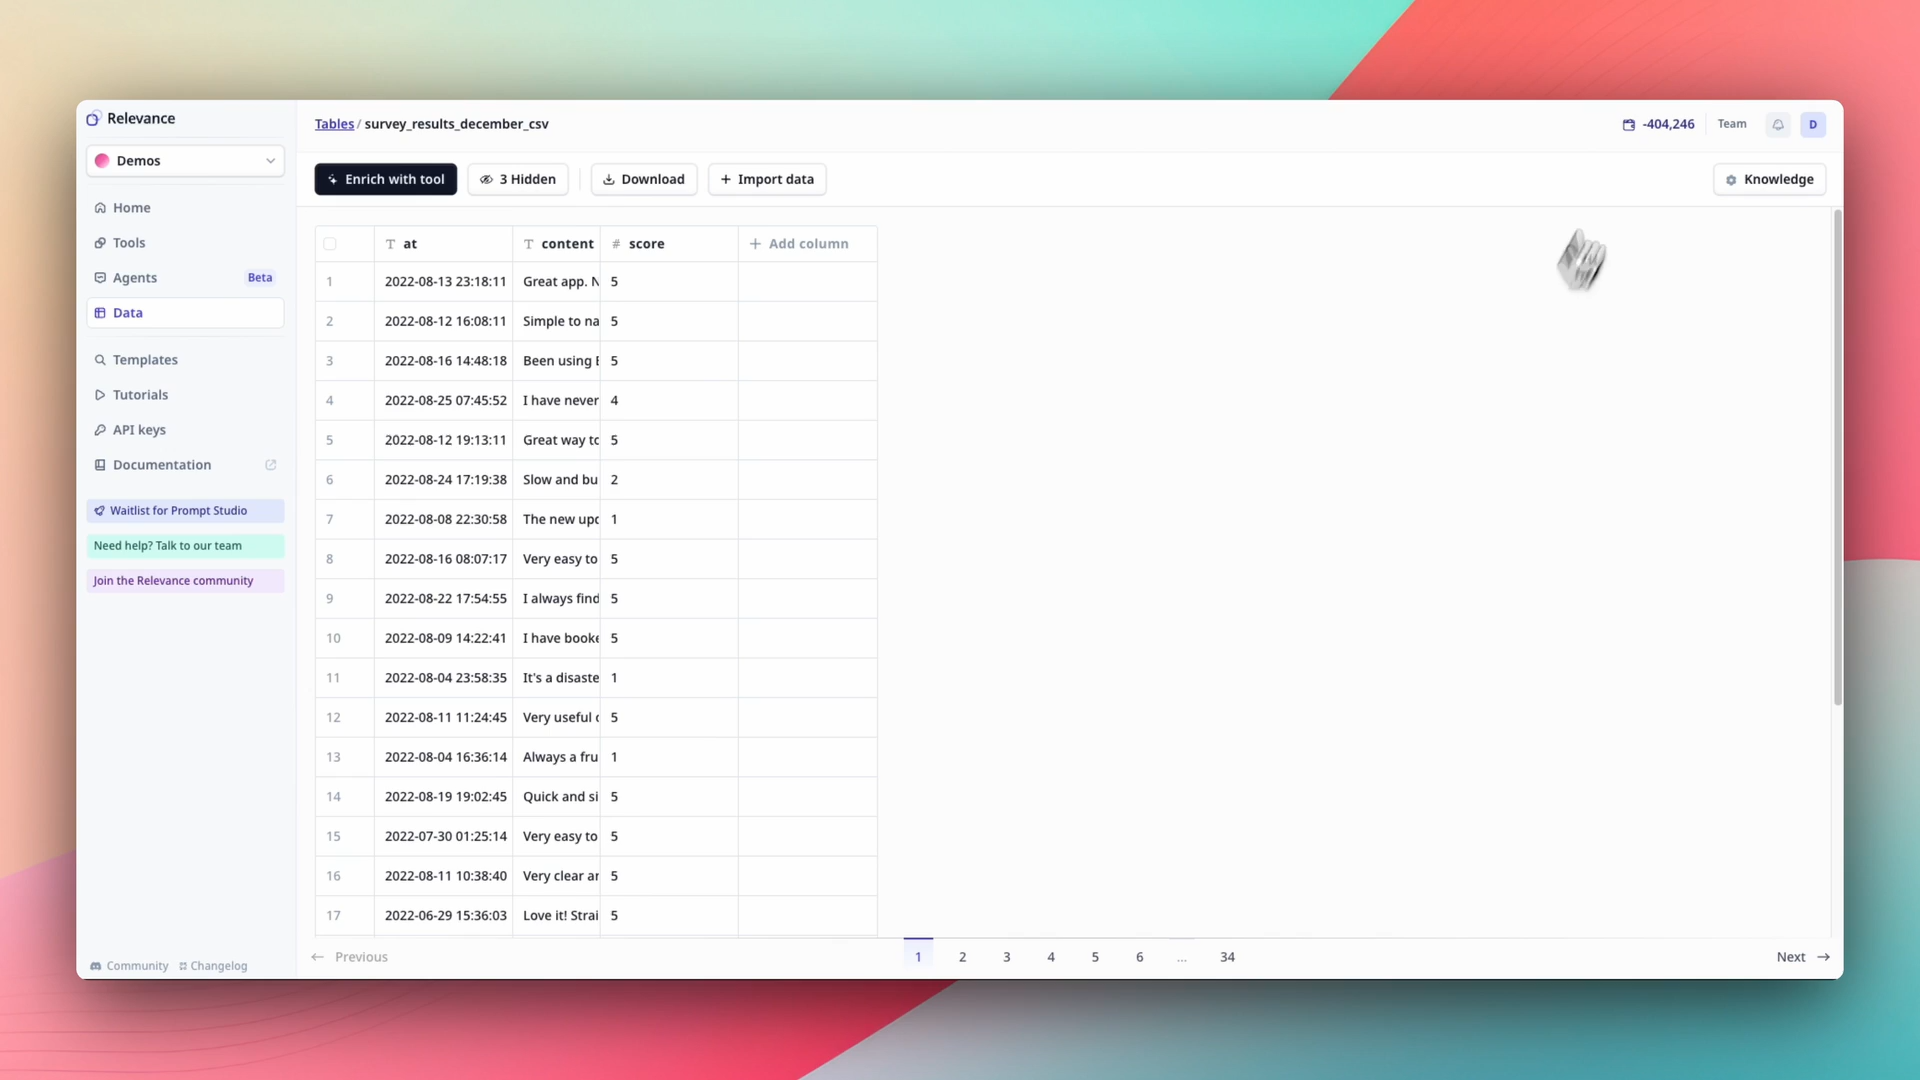 Relevance
Tables / survey_results_december_csv
-404,246
Team
D
Demos
Enrich with tool
3 Hidden
Download
Import data
Knowledge
Home
Tools
Agents Beta
Data
Templates
Tutorials
API keys
Documentation
Waitlist for Prompt Studio
Need help? Talk to our team
Join the Relevance community
Community Changelog
T at T content # score + Add column
1 2022-08-13 23:18:11 Great app. N 5
2 2022-08-12 16:08:11 Simple to na 5
3 2022-08-16 14:48:18 Been using 5
4 2022-08-25 07:45:52 I have never 4
5 2022-08-12 19:13:11 Great way to 5
6 2022-08-24 17:19:38 Slow and bu 2
7 2022-08-08 22:30:58 The new upd 1
8 2022-08-16 08:07:17 Very easy to 5
9 2022-08-22 17:54:55 I always find 5
10 2022-08-09 14:22:41 I have booke 5
11 2022-08-04 23:58:35 It's a disaste 1
12 2022-08-11 11:24:45 Very useful 5
13 2022-08-04 16:36:14 Always a fru 1
14 2022-08-19 19:02:45 Quick and si 5
15 2022-07-30 01:25:14 Very easy to 5
16 2022-08-11 10:38:40 Very clear an 5
17 2022-06-29 15:36:03 Love it! Strai 5
← Previous 1 2 3 4 5 6 ... 34 Next →